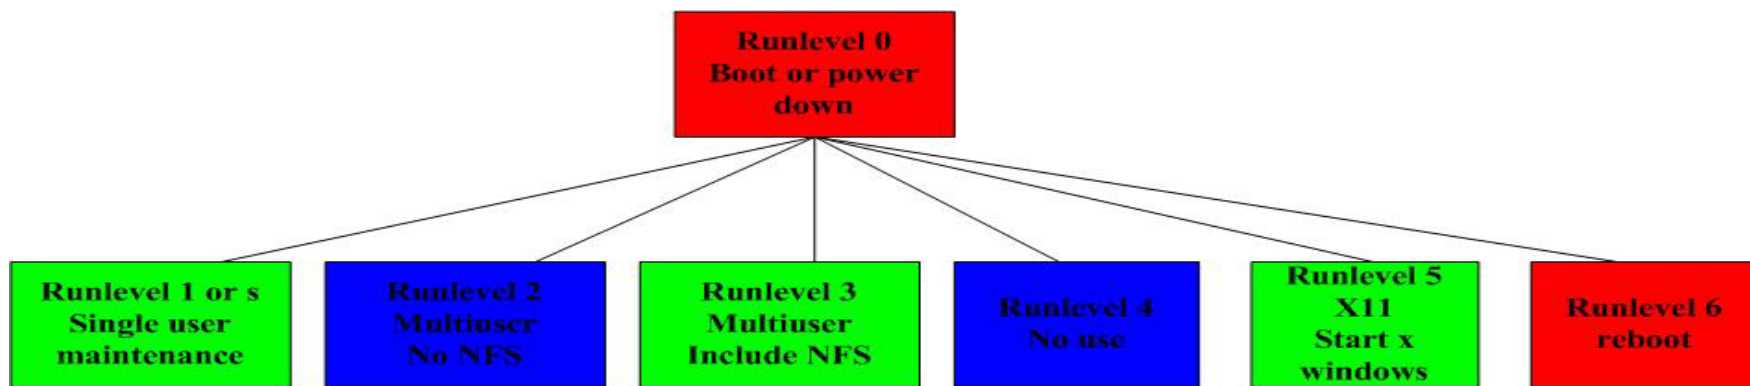 Runlevel 0
Boot or power
down
Runlevel 1 or s
Single user
maintenance
Runlevel 2
Multiuser
No NFS
Runlevel 3
Multiuser
Include NFS
Runlevel 4
No use
Runlevel 5
X11
Start x
windows
Runlevel 6
reboot